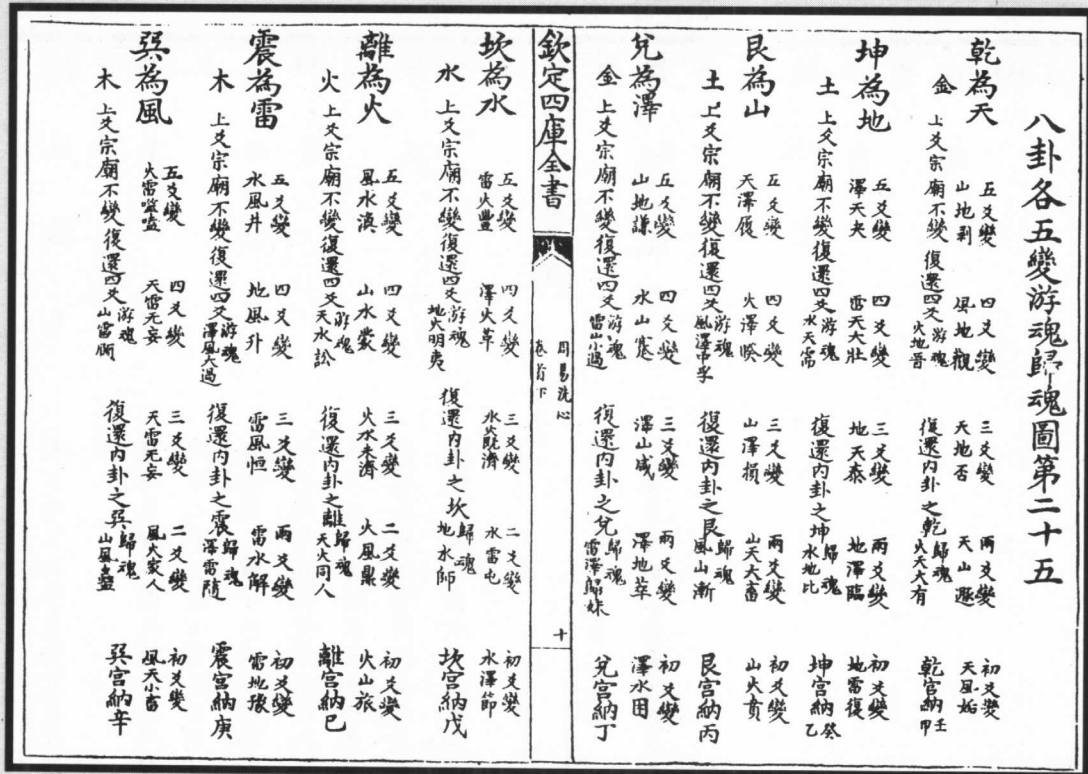 八卦各五變游魂歸魂圖第二十五
乾為天
五爻變 四爻變 三爻變 兩爻變 初爻變
山地剥 風地觀 天地否 天山遯 天風姤
金 上爻宗廟不變復還四爻 游魂火地晉 復還内卦之乾 歸魂火天大有 乾宫納壬甲
坤為地
五爻變 四爻變 三爻變 兩爻變 初爻變
澤天夬 雷天大壯 地天泰 地澤臨 地雷復
土 上爻宗廟不變復還四爻 游魂水天需 復還内卦之坤 歸魂水地比 坤宫納癸乙
艮為山
五爻變 四爻變 三爻變 兩爻變 初爻變
天澤履 火澤睽 山澤損 山天大畜 山火賁
土 上爻宗廟不變復還四爻 游魂風澤中孚 復還内卦之艮 歸魂風山漸 艮宫納丙
兌為澤
五爻變 四爻變 三爻變 兩爻變 初爻變
山地謙 水山蹇 澤山咸 澤地萃 澤水困
金 上爻宗廟不變復還四爻 游魂雷山小過 復還内卦之兌 歸魂雷澤歸妹 兌宫納丁
欽定四庫全書
周易洗心
卷首下
十
坎為水
五爻變 四爻變 三爻變 二爻變 初爻變
雷火豐 澤火革 水火既濟 水雷屯 水澤節
水 上爻宗廟不變復還四爻 游魂地火明夷 復還内卦之坎 歸魂地水師 坎宫納戊
離為火
五爻變 四爻變 三爻變 二爻變 初爻變
風水渙 山水蒙 火水未濟 火風鼎 火山旅
火 上爻宗廟不變復還四爻 游魂天水訟 復還内卦之離 歸魂天火同人 離宫納己
震為雷
五爻變 四爻變 三爻變 兩爻變 初爻變
水風井 地風升 雷風恒 雷水解 雷地豫
木 上爻宗廟不變復還四爻 游魂澤風大過 復還内卦之震 歸魂澤雷隨 震宫納庚
巽為風
五爻變 四爻變 三爻變 二爻變 初爻變
火雷噬嗑 天雷无妄 天雷无妄 風火家人 風天小畜
木 上爻宗廟不變復還四爻 游魂山雷頤 復還内卦之巽 歸魂山風蠱 巽宫納辛